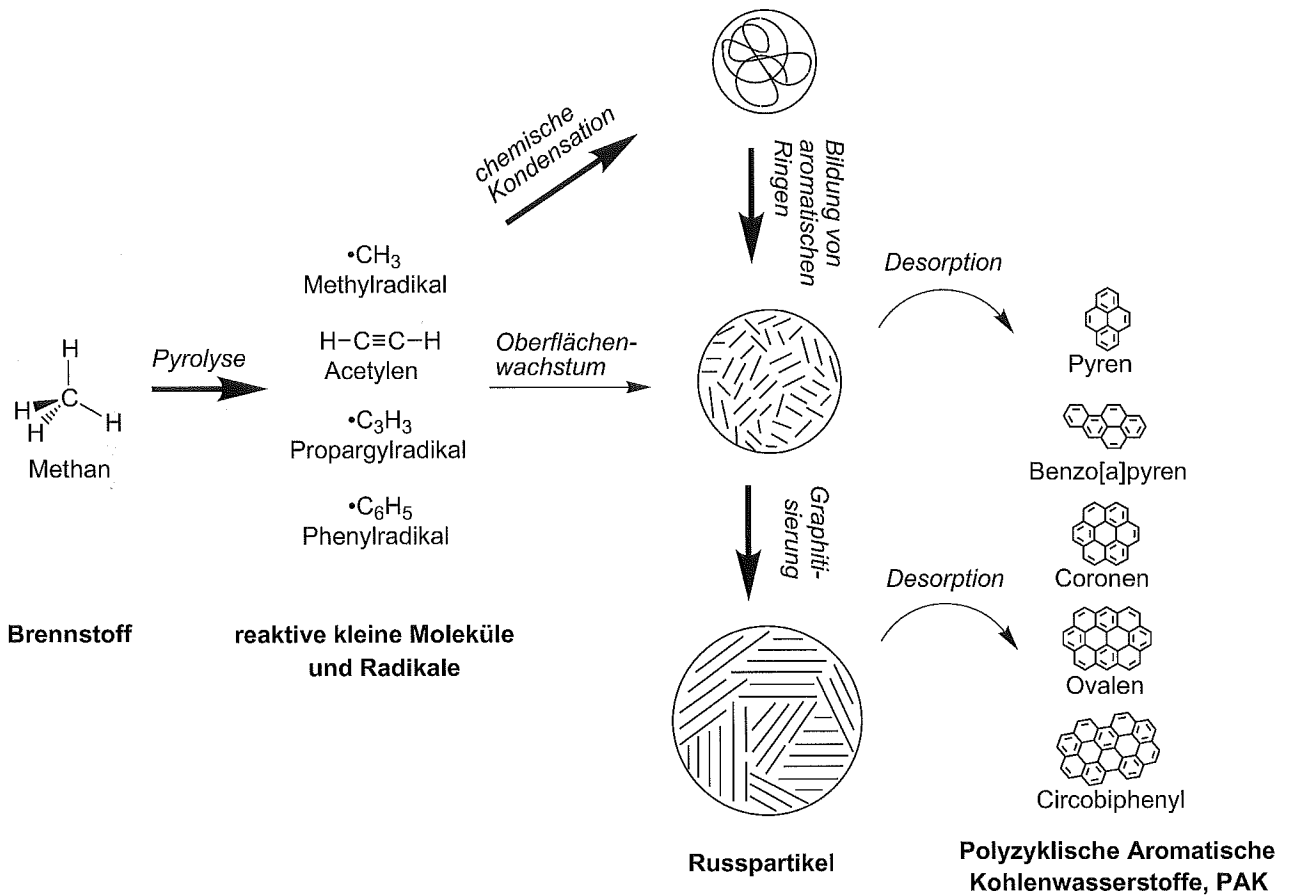 chemische
Kondensation
Bildung von
aromatischen
Ringen
Desorption
•CH₃
Methylradikal
H–C≡C–H
Acetylen
•C₃H₃
Propargylradikal
•C₆H₅
Phenylradikal
H
C
H
H
H
Methan
Pyrolyse
Oberflächen-
wachstum
Graphiti-
sierung
Desorption
Pyren
Benzo[a]pyren
Coronen
Ovalen
Circobiphenyl
Brennstoff
reaktive kleine Moleküle
und Radikale
Russpartikel
Polyzyklische Aromatische
Kohlenwasserstoffe, PAK